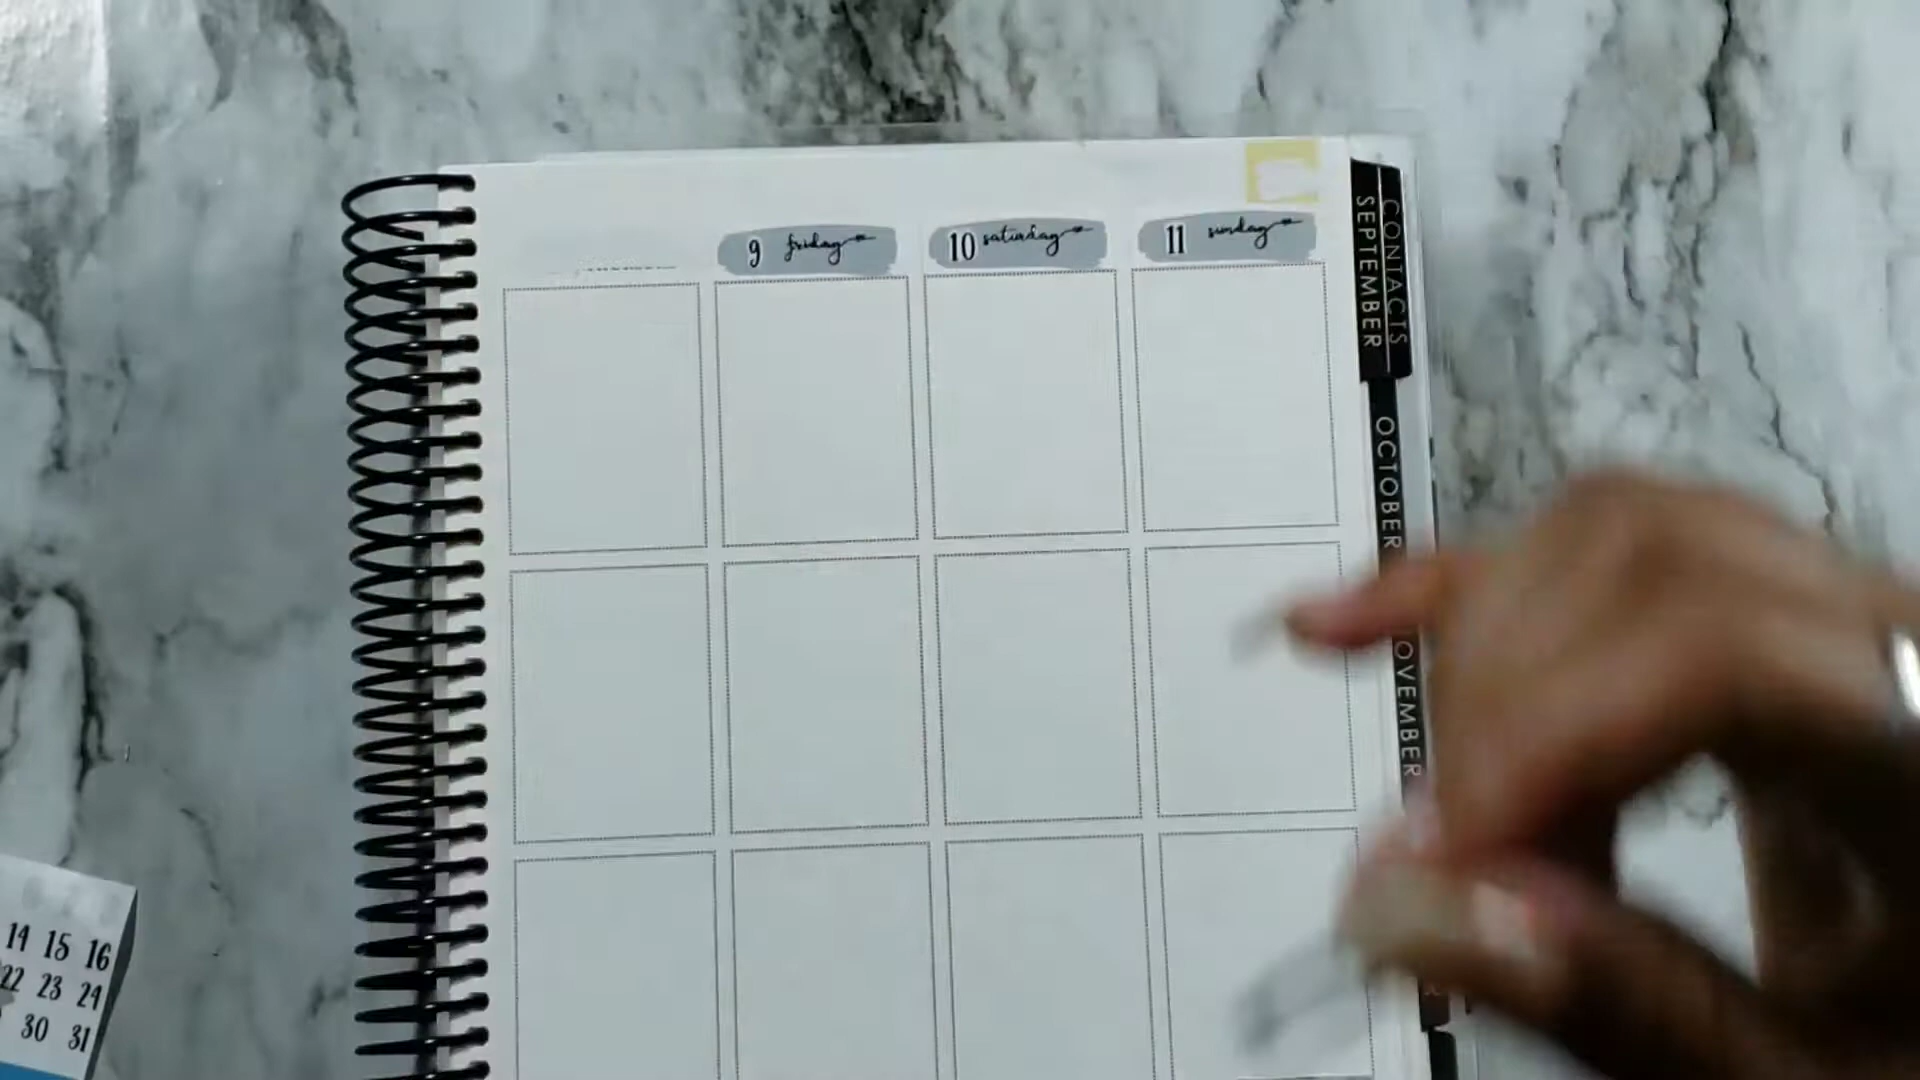 9 friday
10 saturday
11 sunday
CONTACTS
SEPTEMBER
OCTOBER
OVEMBER
14 15 16
22 23 24
30 31